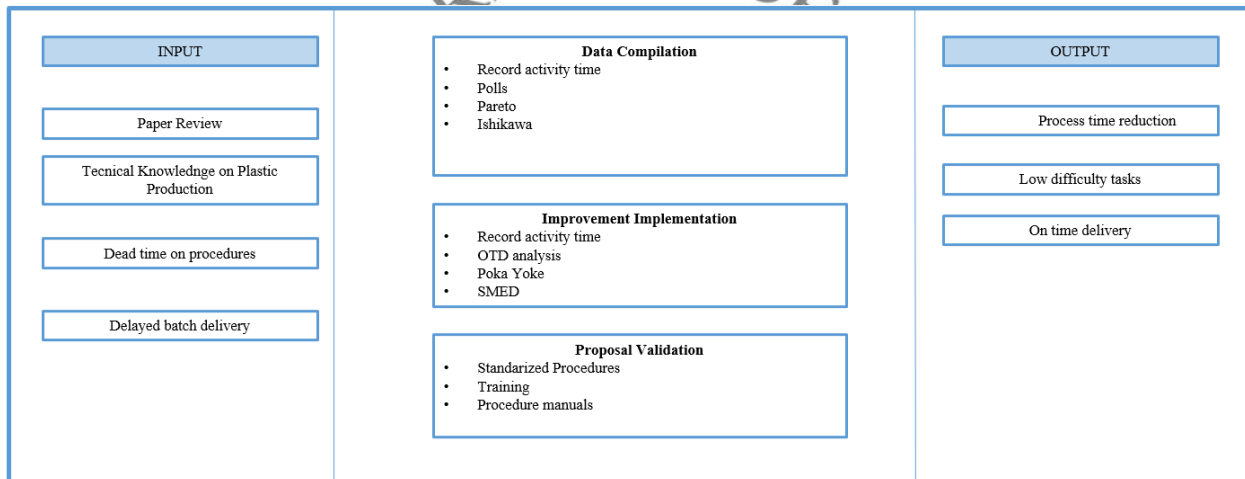 INPUT
Paper Review
Tecnical Knowlednge on Plastic
Production
Dead time on procedures
Delayed batch delivery
Data Compilation
• Record activity time
• Polls
• Pareto
• Ishikawa
Improvement Implementation
• Record activity time
• OTD analysis
• Poka Yoke
• SMED
Proposal Validation
• Standarized Procedures
• Training
• Procedure manuals
OUTPUT
Process time reduction
Low difficulty tasks
On time delivery